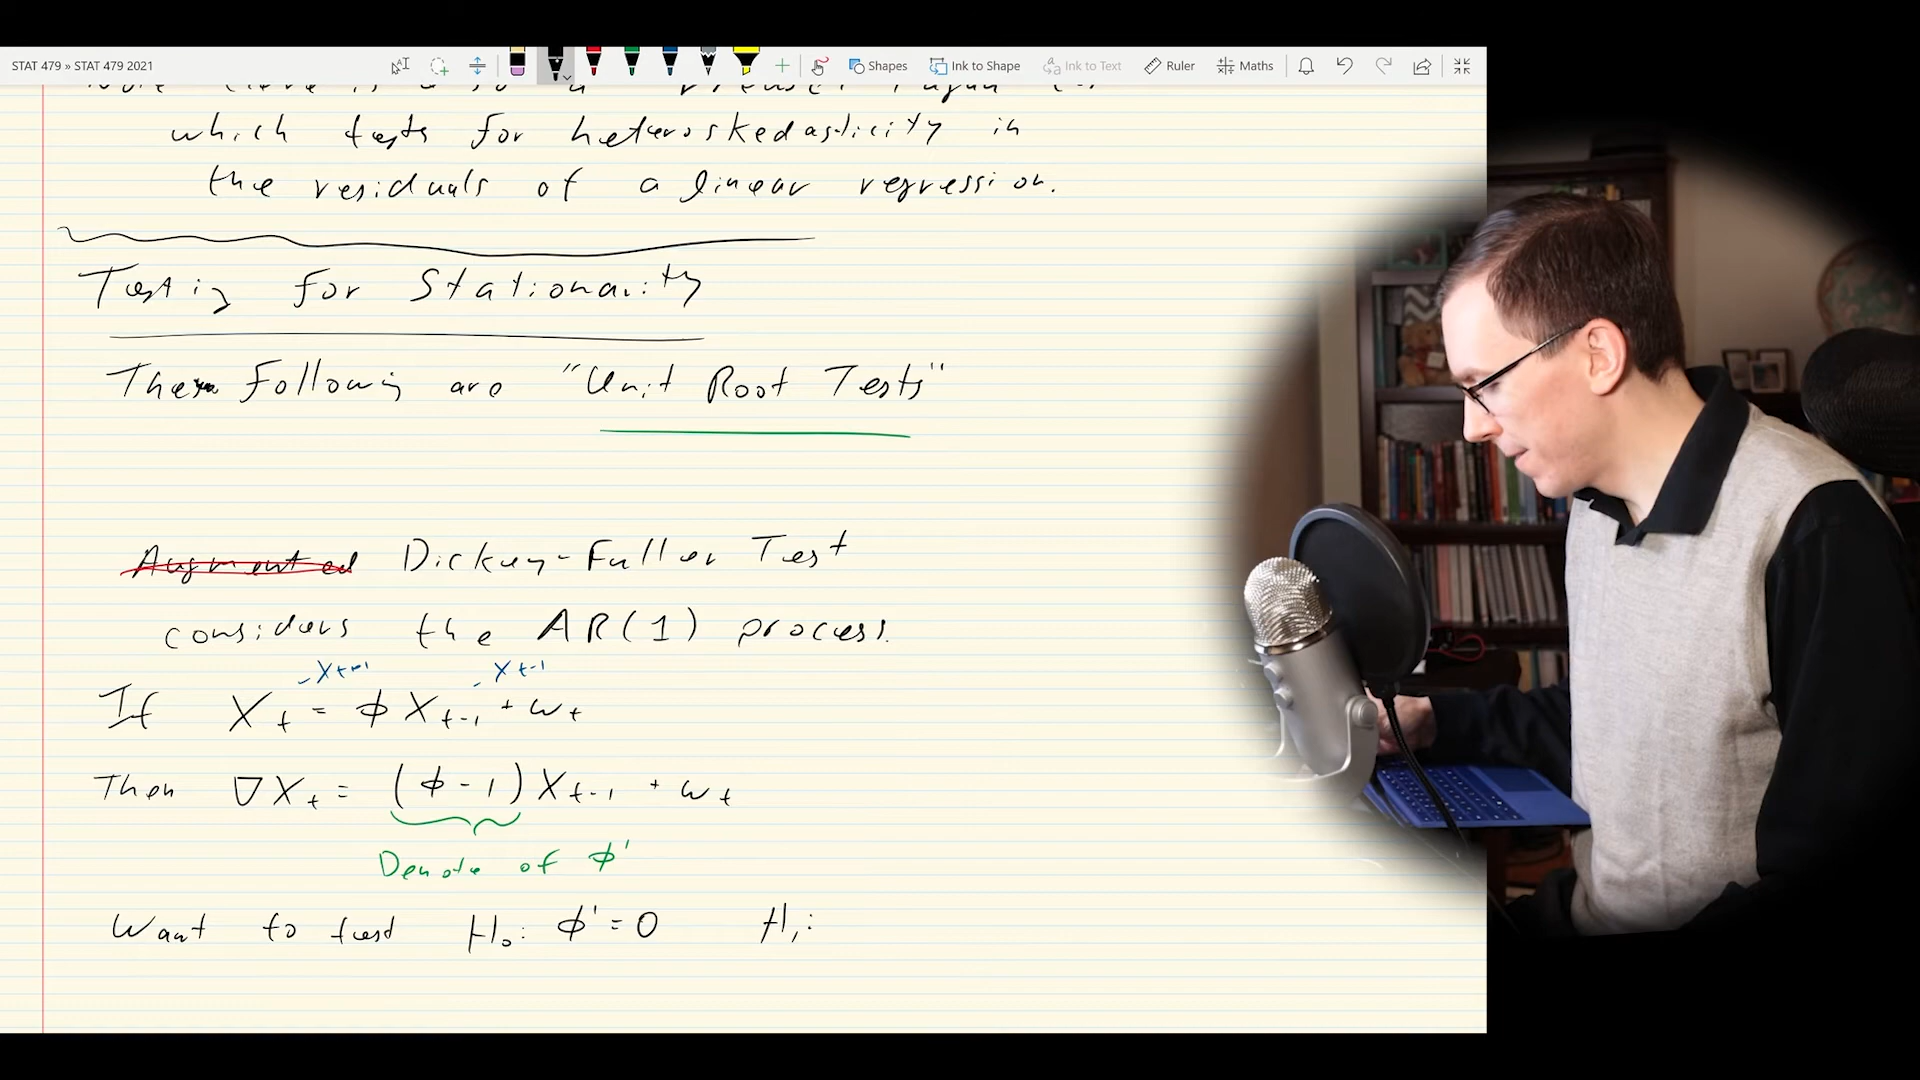 STAT 479 » STAT 479 2021
Shapes Ink to Shape Ink to Text Ruler Maths
which tests for heteroskedasticity in
the residuals of a linear regression.
Testing for Stationarity
The following are "Unit Root Tests"
Augmented Dickey-Fuller Test
considers the AR(1) process.
-Xt-1 -Xt-1
If Xt = ϕXt-1 + wt
Then ∇Xt = (ϕ-1)Xt-1 + wt
Denote of ϕ'
Want to test H0: ϕ'=0 H1: